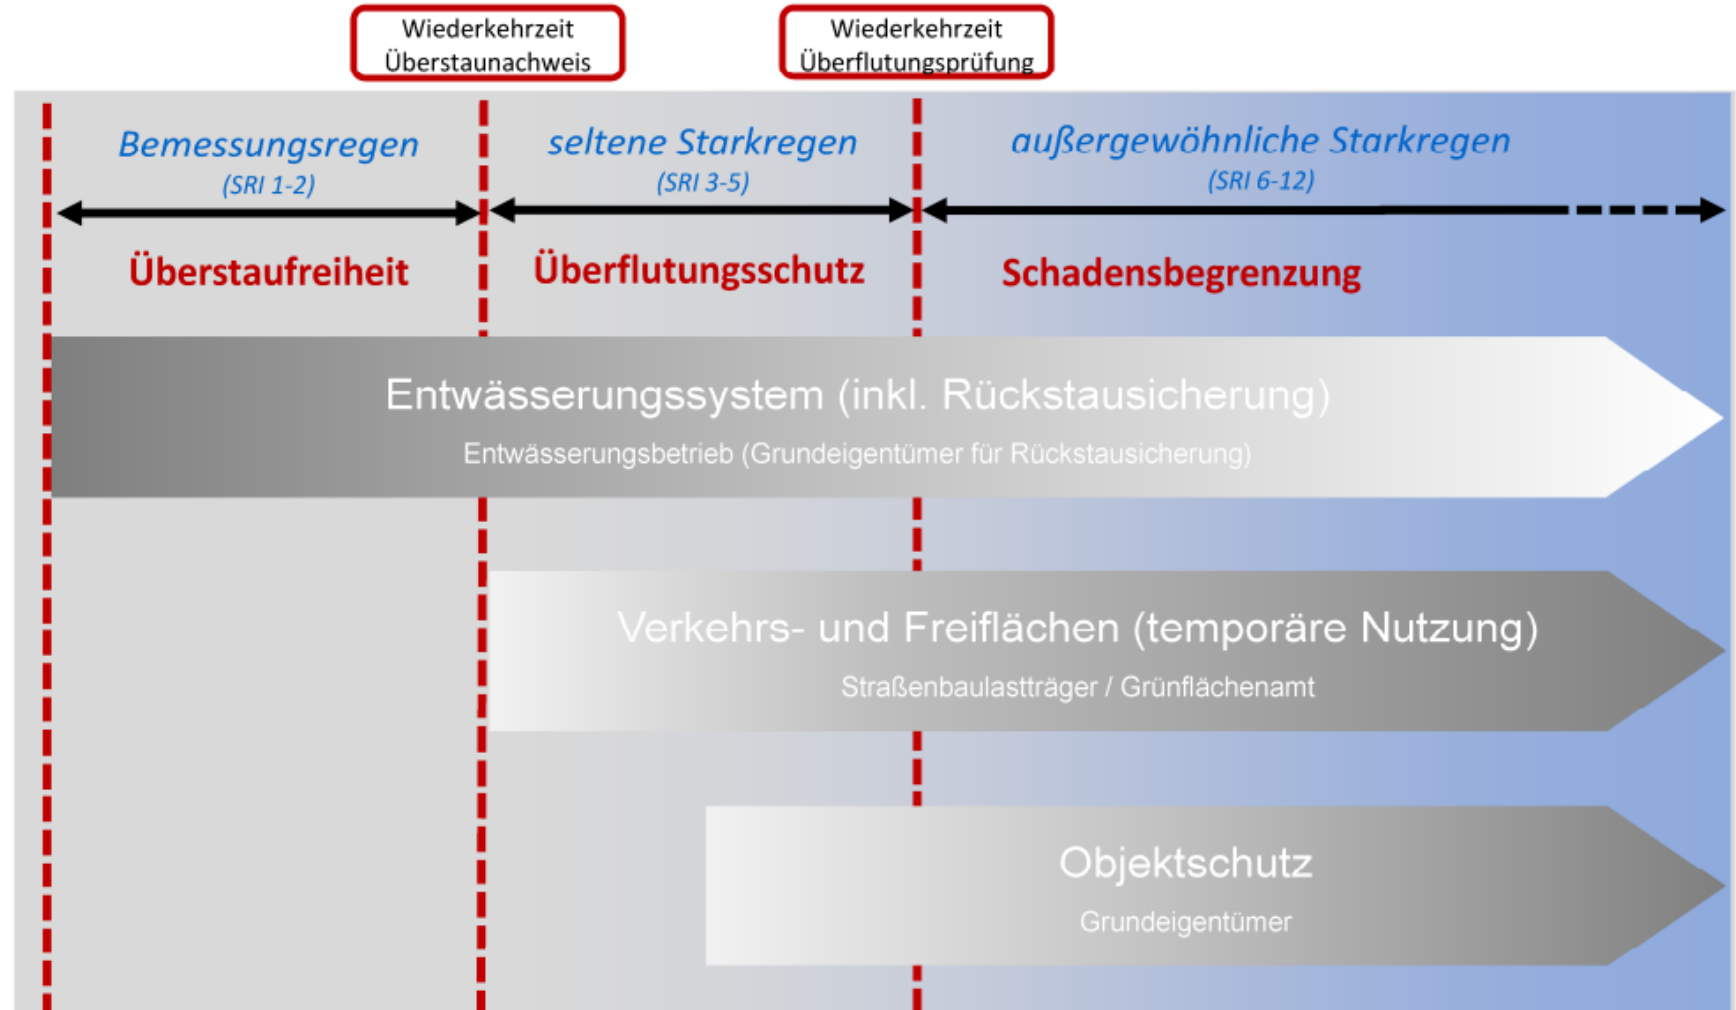 Wiederkehrzeit
Überstaunachweis
Wiederkehrzeit
Überflutungsprüfung
Bemessungsregen
(SRI 1-2)
seltene Starkregen
(SRI 3-5)
außergewöhnliche Starkregen
(SRI 6-12)
Überstaufreiheit
Überflutungsschutz
Schadensbegrenzung
Entwässerungssystem (inkl. Rückstausicherung)
Entwässerungsbetrieb (Grundeigentümer für Rückstausicherung)
Verkehrs- und Freiflächen (temporäre Nutzung)
Straßenbaulastträger / Grünflächenamt
Objektschutz
Grundeigentümer